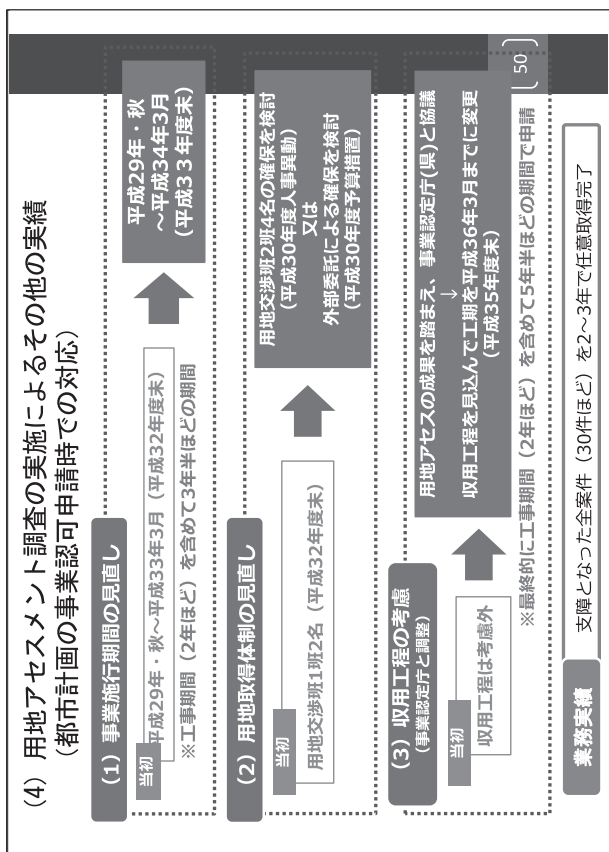 (4) 用地アセスメント調査の実施によるその他の実績
（都市計画の事業認可申請時での対応）
(1) 事業施行期間の見直し
当初
平成29年・秋～平成33年3月（平成32年度末）
※工事期間（2年ほど）を含めて3年半ほどの期間
平成29年・秋
～平成34年3月
（平成33年度末）
(2) 用地取得体制の見直し
当初
用地交渉班1班2名（平成32年度末）
用地交渉班2班4名の確保を検討
（平成30年度人事異動）
又は
外部委託による確保を検討
（平成30年度予算措置）
(3) 収用工程の考慮
（事業認定庁と調整）
当初
収用工程は考慮外
用地アセスの成果を踏まえ、事業認定庁(県)と協議
↓
収用工程を見込んで工期を平成36年3月までに変更
（平成35年度末）
※最終的に工事期間（2年ほど）を含めて5年半ほどの期間で申請
業務実績
支障となった全案件（30件ほど）を2～3年で任意取得完了
50